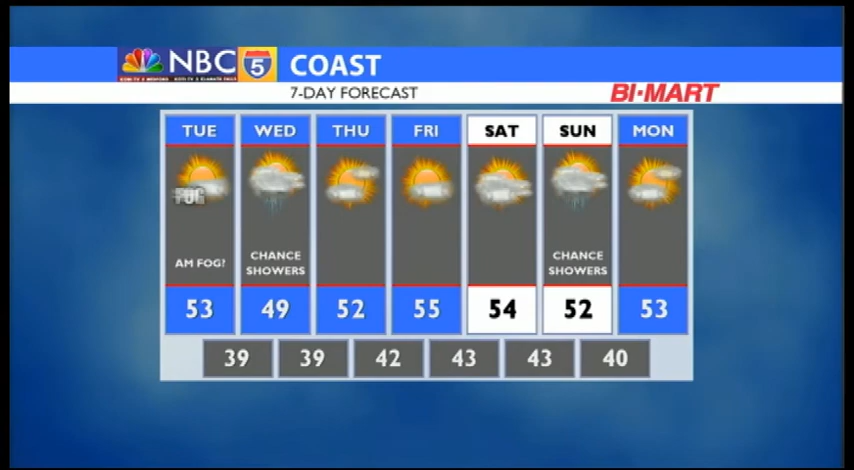 NBC 5 COAST
7-DAY FORECAST BI-MART
TUE WED THU FRI SAT SUN MON
FOG
AM FOG? CHANCE SHOWERS CHANCE SHOWERS
53 49 52 55 54 52 53
39 39 42 43 43 40